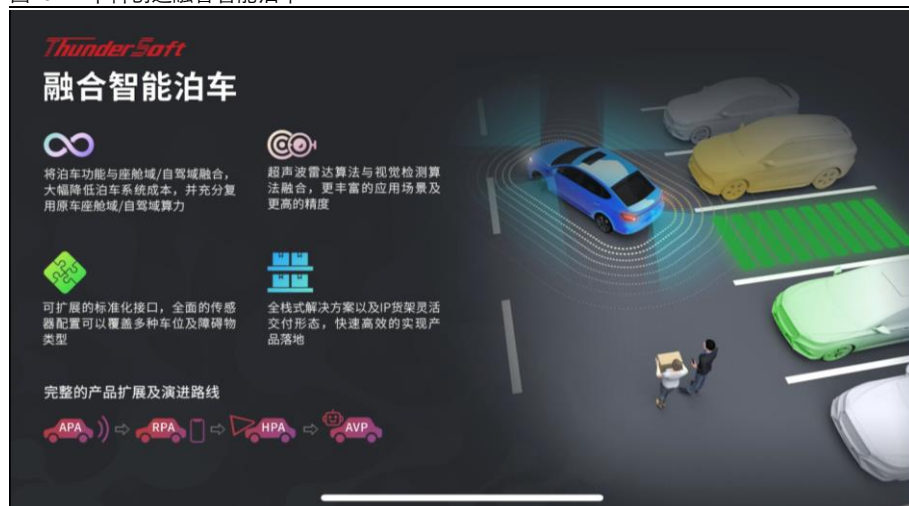 ThunderSoft
融合智能泊车
将泊车功能与座舱域/自驾域融合，
大幅降低泊车系统成本，并充分复
用原车座舱域/自驾域算力
超声波雷达算法与视觉检测算
法融合，更丰富的应用场景及
更高的精度
可扩展的标准化接口，全面的传感
器配置可以覆盖多种车位及障碍物
类型
全栈式解决方案以及IP货架灵活
交付形态，快速高效的实现产
品落地
完整的产品扩展及演进路线
APA RPA HPA AVP